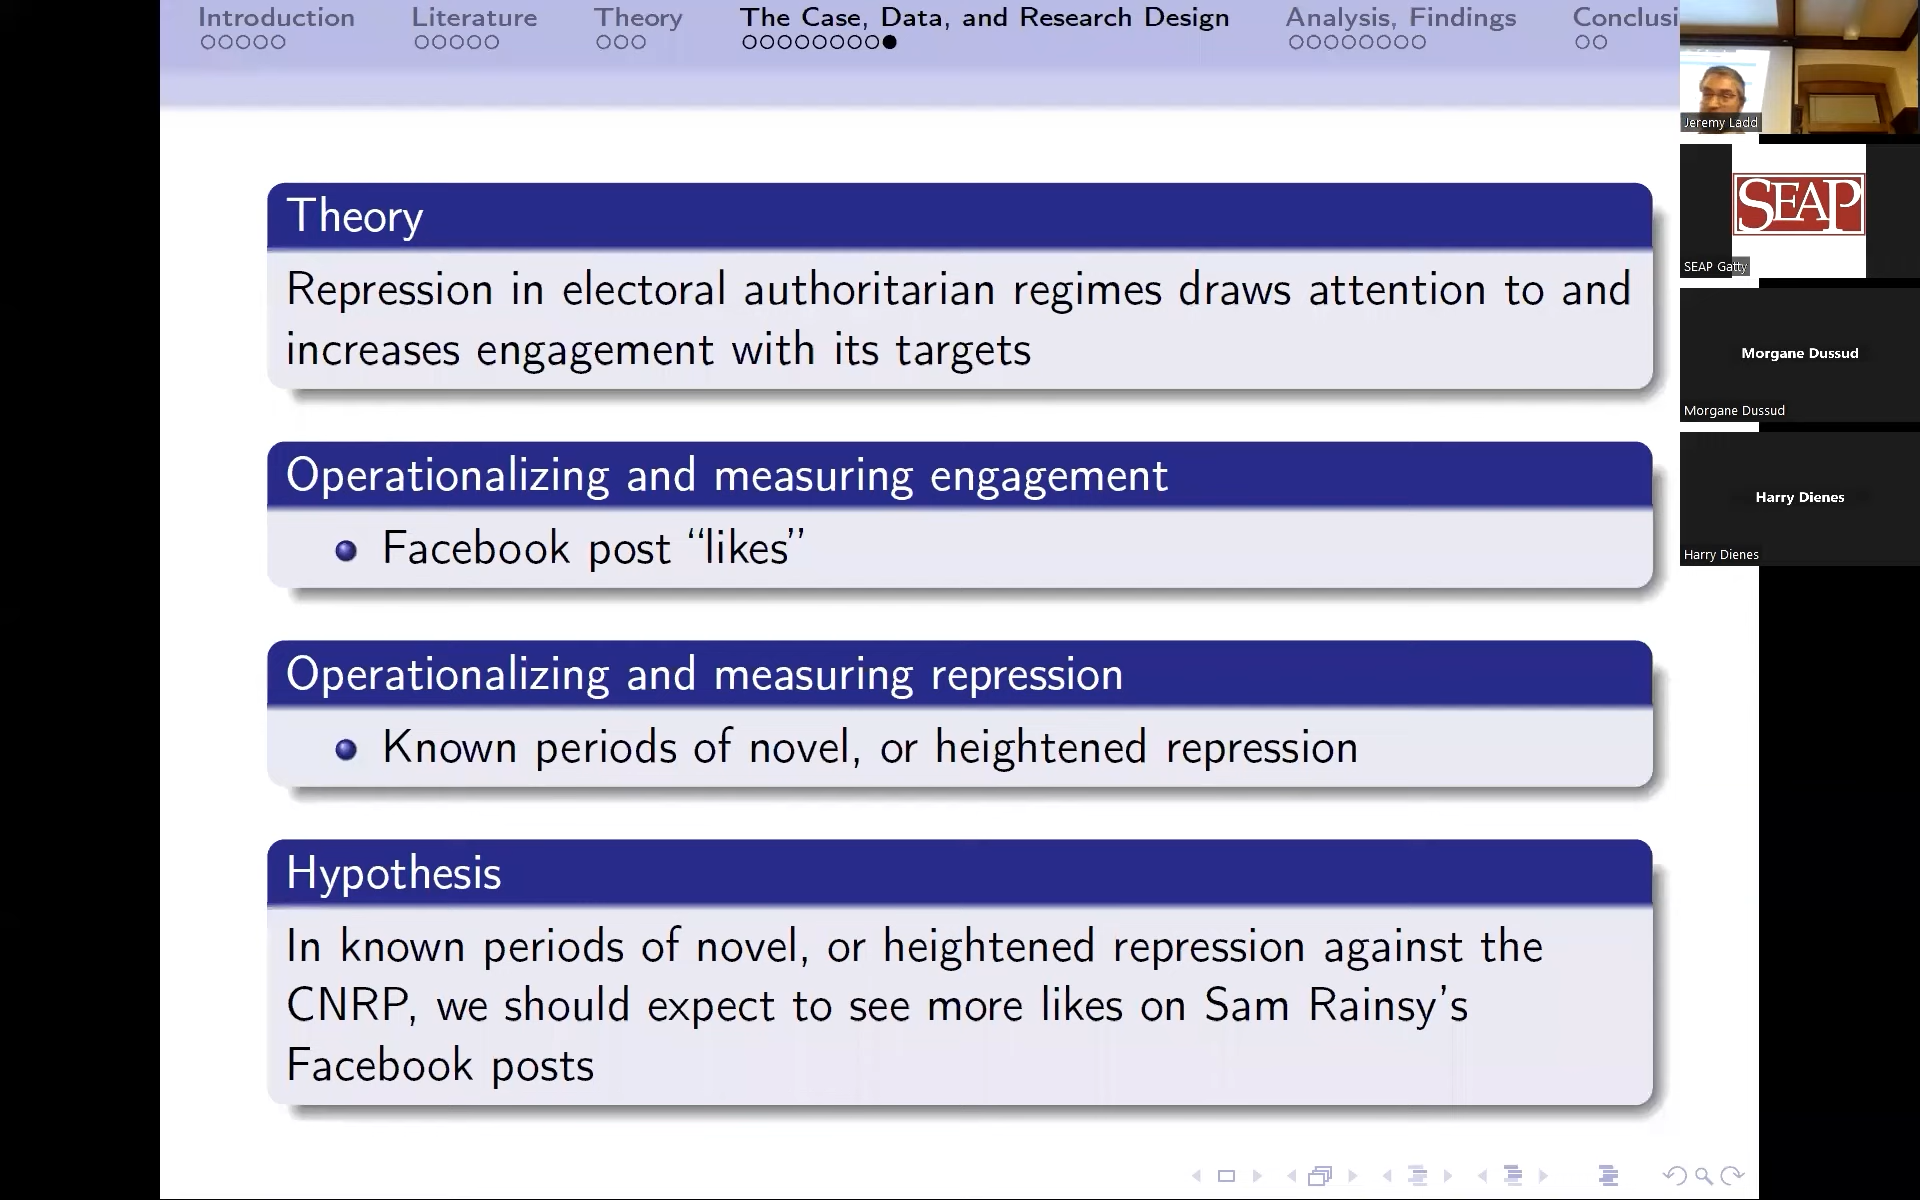 Introduction
Literature
Theory
The Case, Data, and Research Design
Analysis, Findings
Conclusi
Theory
Repression in electoral authoritarian regimes draws attention to and
increases engagement with its targets
Operationalizing and measuring engagement
Facebook post “likes”
Operationalizing and measuring repression
Known periods of novel, or heightened repression
Hypothesis
In known periods of novel, or heightened repression against the
CNRP, we should expect to see more likes on Sam Rainsy’s
Facebook posts
Jeremy Ladd
SEAP
SEAP Gatty
Morgane Dussud
Morgane Dussud
Harry Dienes
Harry Dienes